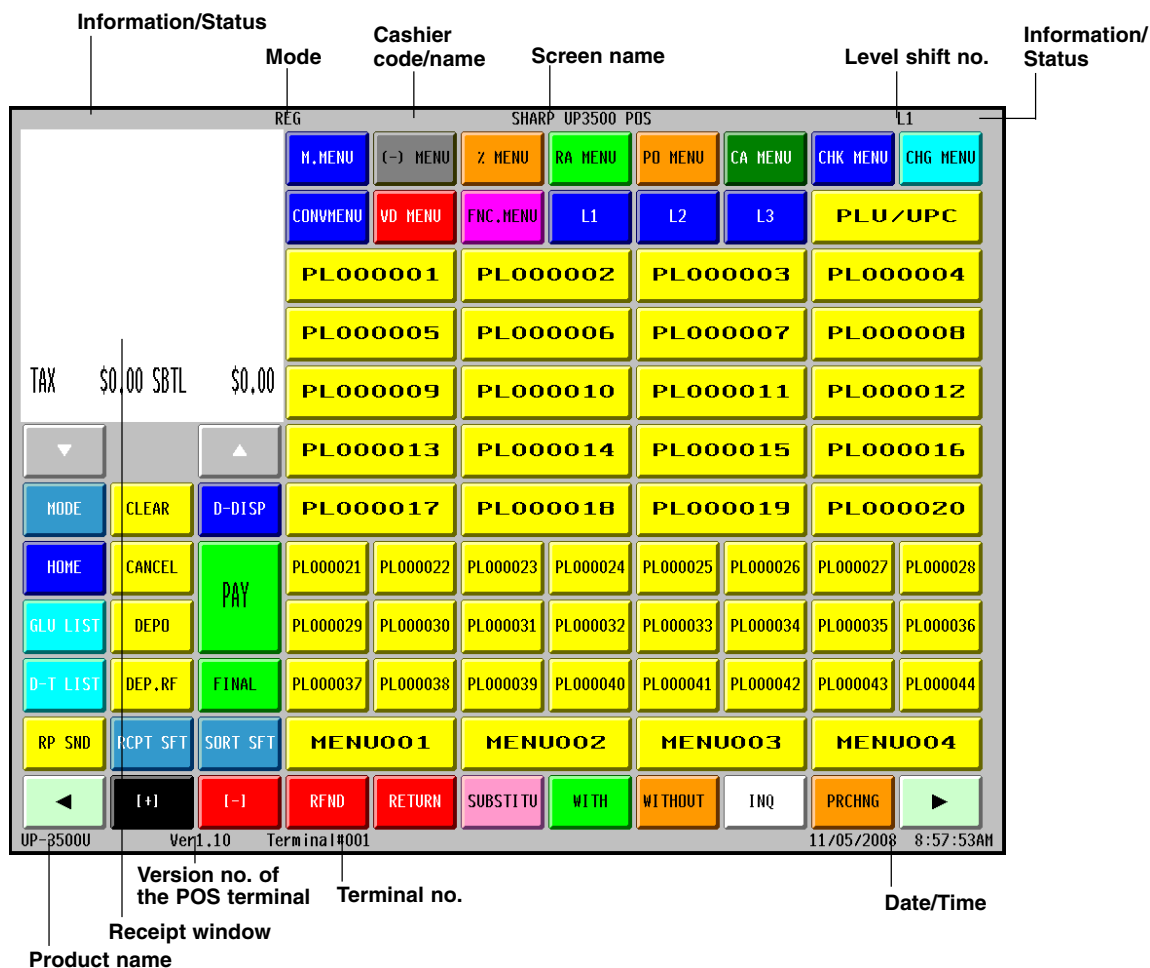 Information/Status
Mode
Cashier
code/name
Screen name
Level shift no.
Information/
Status
REG
SHARP UP3500 POS
L1
M.MENU
(-) MENU
% MENU
RA MENU
PO MENU
CA MENU
CHK MENU
CHG MENU
CONVMENU
VD MENU
FNC.MENU
L1
L2
L3
PLU/UPC
PL000001
PL000002
PL000003
PL000004
PL000005
PL000006
PL000007
PL000008
TAX $0.00 SBTL $0.00
PL000009
PL000010
PL000011
PL000012
PL000013
PL000014
PL000015
PL000016
MODE
CLEAR
D-DISP
PL000017
PL000018
PL000019
PL000020
HOME
CANCEL
PAY
PL000021
PL000022
PL000023
PL000024
PL000025
PL000026
PL000027
PL000028
GLU LIST
DEPO
PL000029
PL000030
PL000031
PL000032
PL000033
PL000034
PL000035
PL000036
D-T LIST
DEP.RF
FINAL
PL000037
PL000038
PL000039
PL000040
PL000041
PL000042
PL000043
PL000044
RP SND
RCPT SFT
SORT SFT
MENU001
MENU002
MENU003
MENU004
[+]
[-]
RFND
RETURN
SUBSTITU
WITH
WITHOUT
INQ
PRCHNG
UP-3500U
Ver1.10
Terminal#001
11/05/2008
8:57:53AM
Version no. of
the POS terminal
Terminal no.
Date/Time
Receipt window
Product name